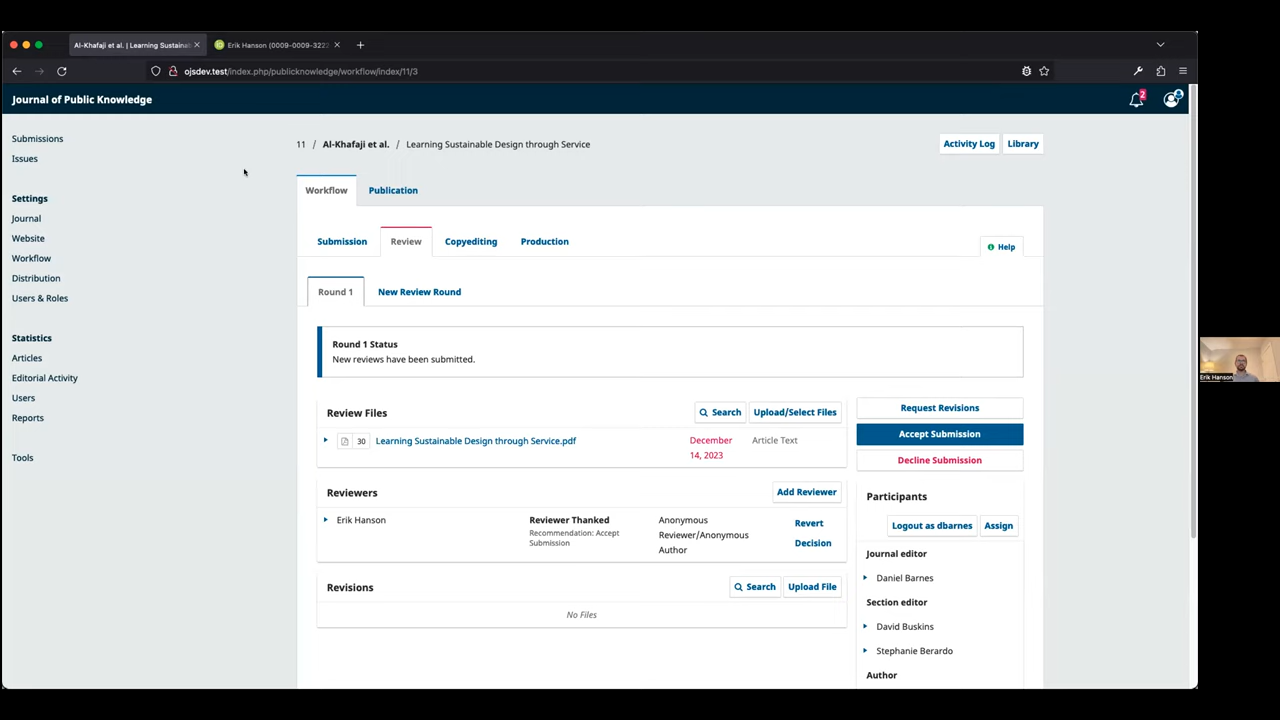 Al-Khafaji et al. | Learning Sustaina
Erik Hanson (0009-0009-322
ojsdev.test/index.php/publicknowledge/workflow/index/11/3
Journal of Public Knowledge
2
Submissions
Issues
Settings
Journal
Website
Workflow
Distribution
Users & Roles
Statistics
Articles
Editorial Activity
Users
Reports
Tools
11 / Al-Khafaji et al. / Learning Sustainable Design through Service
Activity Log
Library
Workflow
Publication
Submission
Review
Copyediting
Production
Help
Round 1
New Review Round
Round 1 Status
New reviews have been submitted.
Review Files
Search
Upload/Select Files
30
Learning Sustainable Design through Service.pdf
December
14, 2023
Article Text
Reviewers
Add Reviewer
Erik Hanson
Reviewer Thanked
Recommendation: Accept
Submission
Anonymous
Reviewer/Anonymous
Author
Revert
Decision
Revisions
Search
Upload File
No Files
Request Revisions
Accept Submission
Decline Submission
Participants
Logout as dbarnes
Assign
Journal editor
Daniel Barnes
Section editor
David Buskins
Stephanie Berardo
Author
Erik Hanson